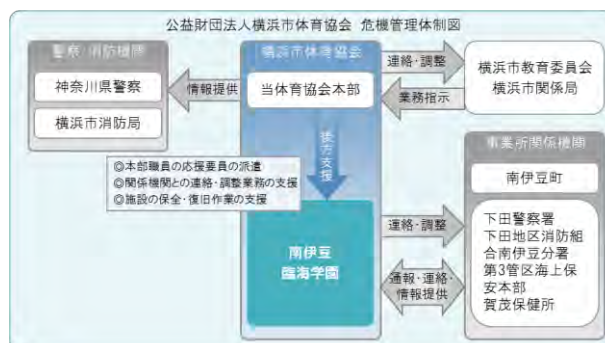 公益財団法人横浜市体育協会 危機管理体制図
警察・消防機関
神奈川県警察
横浜市消防局
情報提供
横浜市体育協会
当体育協会本部
連絡・調整
業務指示
横浜市教育委員会
横浜市関係局
後方支援
◎本部職員の応援要員の派遣
◎関係機関との連絡・調整業務の支援
◎施設の保全・復旧作業の支援
南伊豆
臨海学園
連絡・調整
通報・連絡・
情報提供
事業所関係機関
南伊豆町
下田警察署
下田地区消防組
合南伊豆分署
第3管区海上保
安本部
賀茂保健所